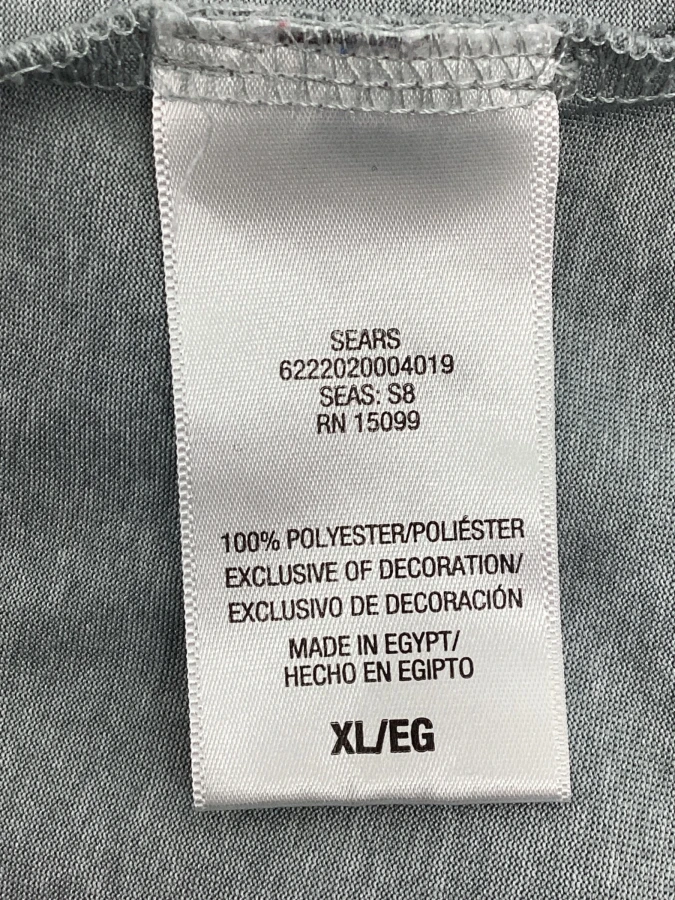 SEARS
6222020004019
SEAS: S8
RN 15099
100% POLYESTER/POLIÉSTER
EXCLUSIVE OF DECORATION/
EXCLUSIVO DE DECORACIÓN
MADE IN EGYPT/
HECHO EN EGIPTO
XL/EG